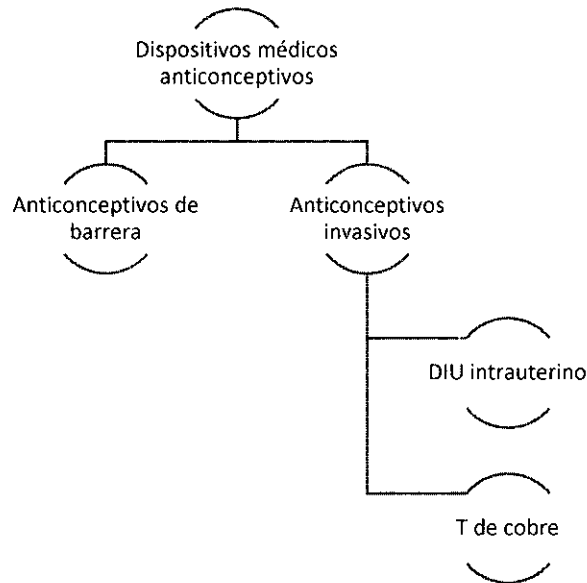 Dispositivos médicos
anticonceptivos
Anticonceptivos de
barrera
Anticonceptivos
invasivos
DIU intrauterino
T de cobre